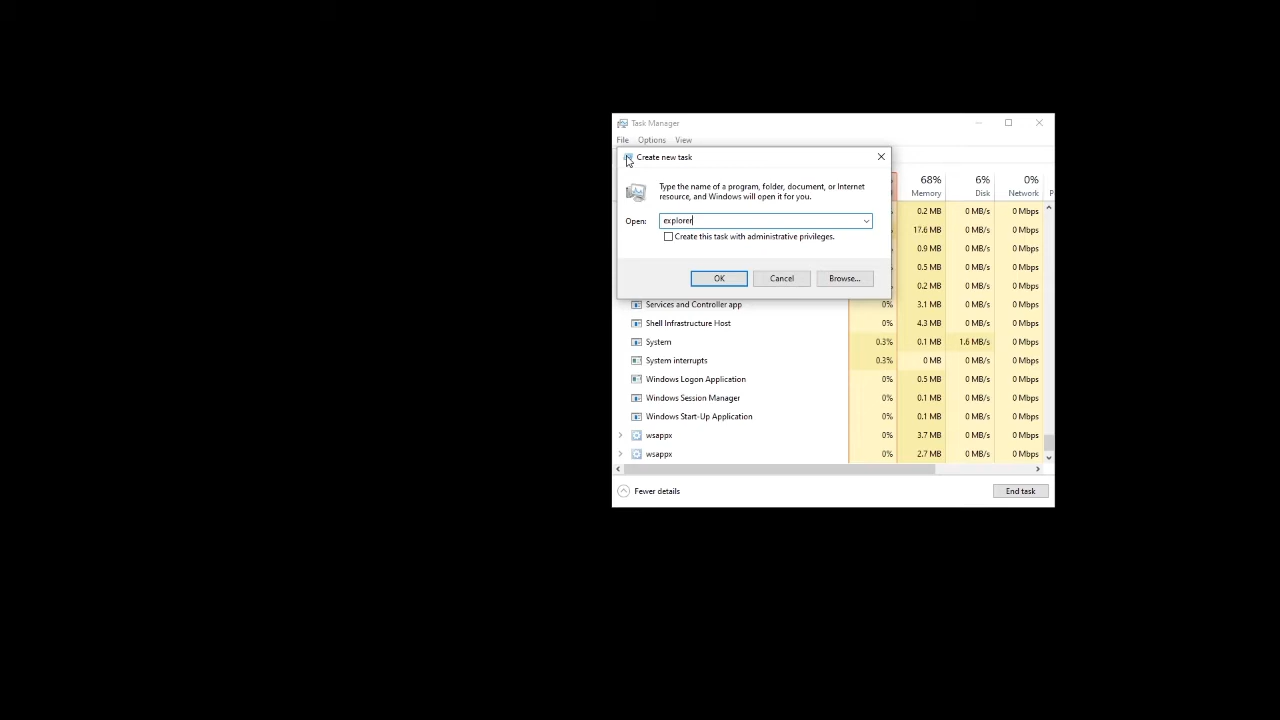 Task Manager
File Options View
Create new task
Type the name of a program, folder, document, or Internet
resource, and Windows will open it for you.
Open: explorer
Create this task with administrative privileges.
OK Cancel Browse...
68% 6% 0%
Memory Disk Network
0.2 MB 0 MB/s 0 Mbps
17.6 MB 0 MB/s 0 Mbps
0.9 MB 0 MB/s 0 Mbps
0.5 MB 0 MB/s 0 Mbps
0.2 MB 0 MB/s 0 Mbps
Services and Controller app 0% 3.1 MB 0 MB/s 0 Mbps
Shell Infrastructure Host 0% 4.3 MB 0 MB/s 0 Mbps
System 0.3% 0.1 MB 1.6 MB/s 0 Mbps
System interrupts 0.3% 0 MB 0 MB/s 0 Mbps
Windows Logon Application 0% 0.5 MB 0 MB/s 0 Mbps
Windows Session Manager 0% 0.1 MB 0 MB/s 0 Mbps
Windows Start-Up Application 0% 0.4 MB 0 MB/s 0 Mbps
wsappx 0% 3.7 MB 0 MB/s 0 Mbps
wsappx 0% 2.7 MB 0 MB/s 0 Mbps
Fewer details End task